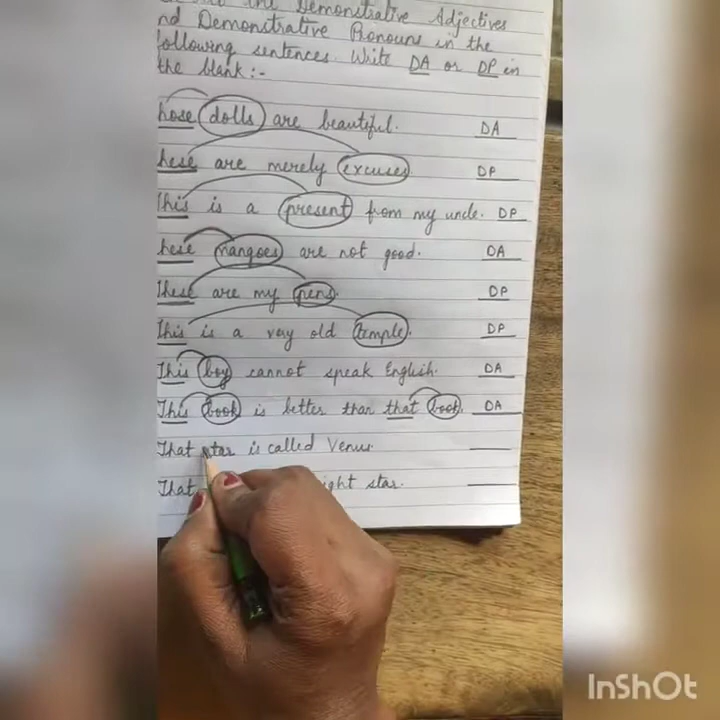 the Demonstrative Adjectives
nd Demonstrative Pronouns in the
following sentences. Write DA or DP in
the blank:-
hose dolls are beautiful. DA
hese are merely excuses DP
This is a present from my uncle. DP
hese mangoes are not good. DA
These are my pens. DP
This is a very old temple. DP
This boy cannot speak English. DA
This book is better than that book. DA
That star is called Venus
That ight star.
InShOt